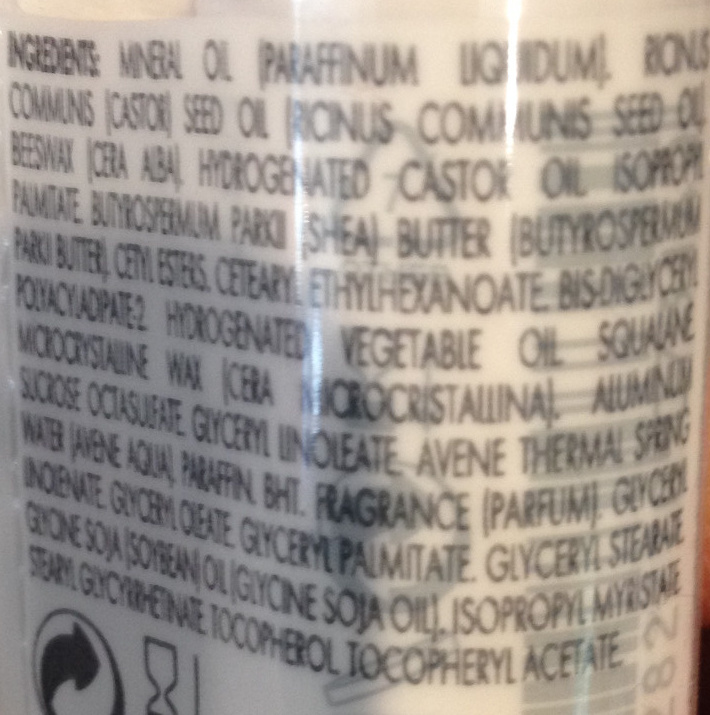 INGREDIENTS: MINERAL OIL (PARAFFINUM LIQUIDUM). RICINUS
COMMUNIS (CASTOR) SEED OIL (RICINUS COMMUNIS SEED OIL).
BEESWAX (CERA ALBA). HYDROGENATED CASTOR OIL. ISOPROPYL
PALMITATE. BUTYROSPERMUM PARKII (SHEA) BUTTER (BUTYROSPERMUM
PARKII BUTTER). CETYL ESTERS. CETEARYL ETHYLHEXANOATE. BIS-DIGLYCERYL
POLYACYLADIPATE-2. HYDROGENATED VEGETABLE OIL. SQUALANE.
MICROCRYSTALLINE WAX (CERA MICROCRISTALLINA). ALUMINUM
SUCROSE OCTASULFATE. GLYCERYL LINOLEATE. AVENE THERMAL SPRING
WATER (AVENE AQUA). PARAFFIN. BHT. FRAGRANCE (PARFUM). GLYCERYL
LINOLENATE. GLYCERYL OLEATE. GLYCERYL PALMITATE. GLYCERYL STEARATE.
GLYCINE SOJA (SOYBEAN) OIL (GLYCINE SOJA OIL). ISOPROPYL MYRISTATE.
STEARYL GLYCYRRHETINATE. TOCOPHEROL. TOCOPHERYL ACETATE.